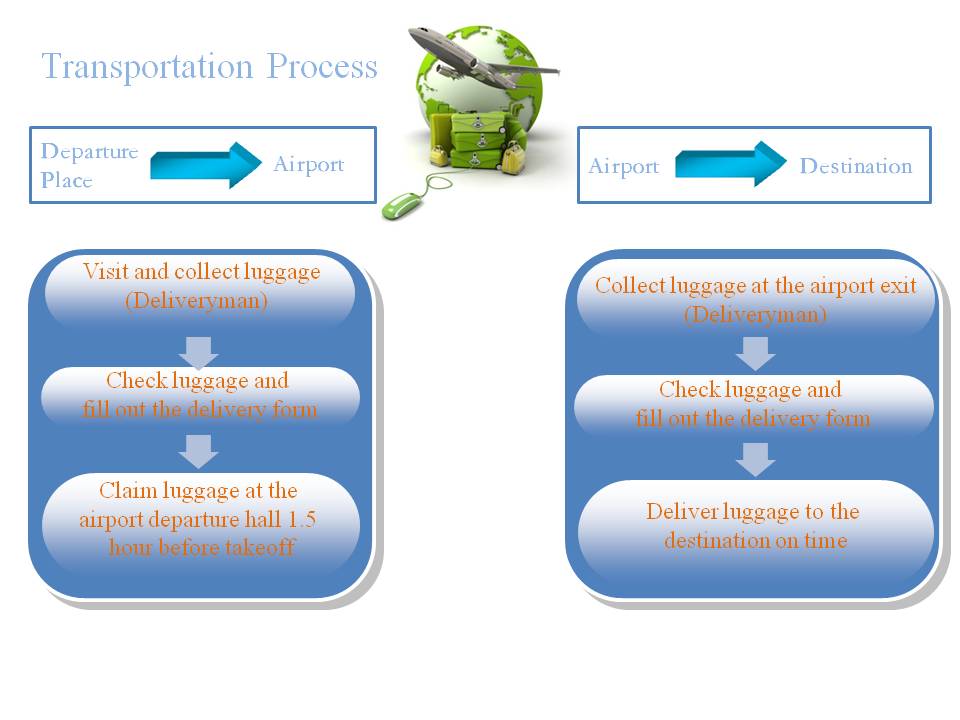 Transportation Process
Departure
Place
Airport
Airport
Destination
Visit and collect luggage
(Deliveryman)
Check luggage and
fill out the delivery form
Claim luggage at the
airport departure hall 1.5
hour before takeoff
Collect luggage at the airport exit
(Deliveryman)
Check luggage and
fill out the delivery form
Deliver luggage to the
destination on time